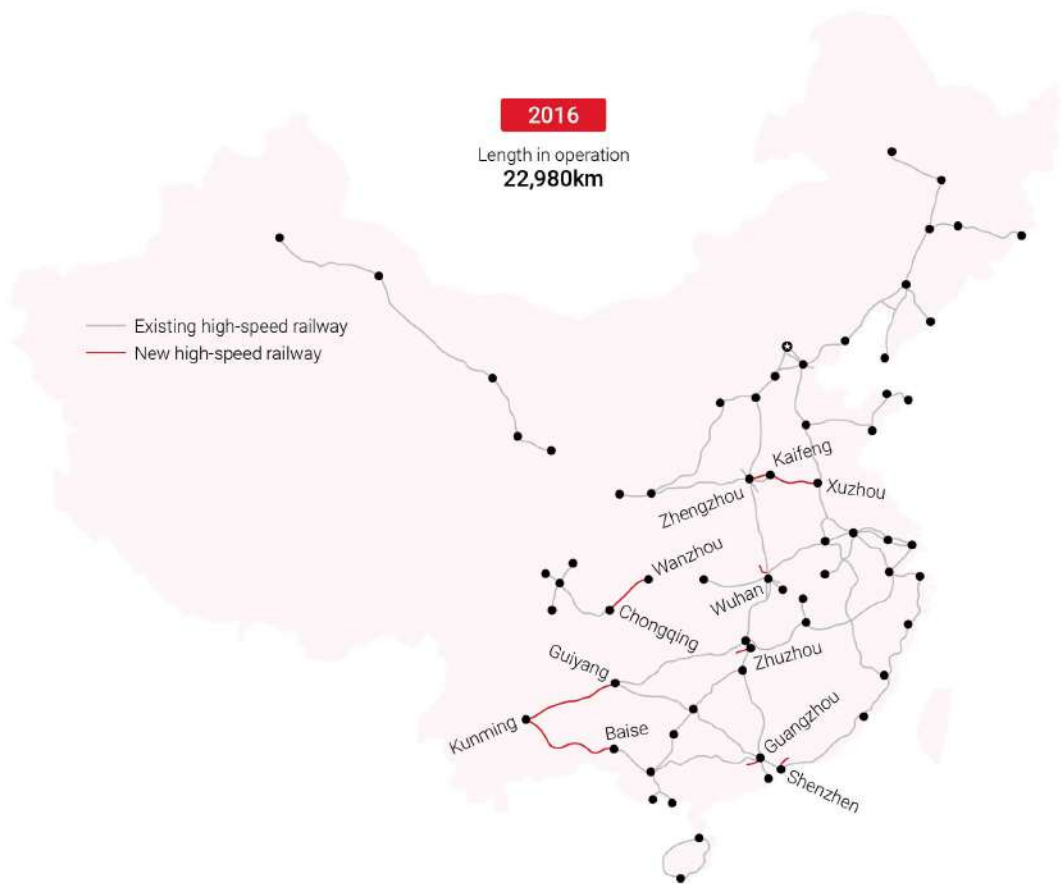 2016
Length in operation
22,980km
Existing high-speed railway
New high-speed railway
Kaifeng
Zhengzhou
Xuzhou
Wanzhou
Wuhan
Chongqing
Zhuzhou
Guiyang
Kunming
Baise
Guangzhou
Shenzhen